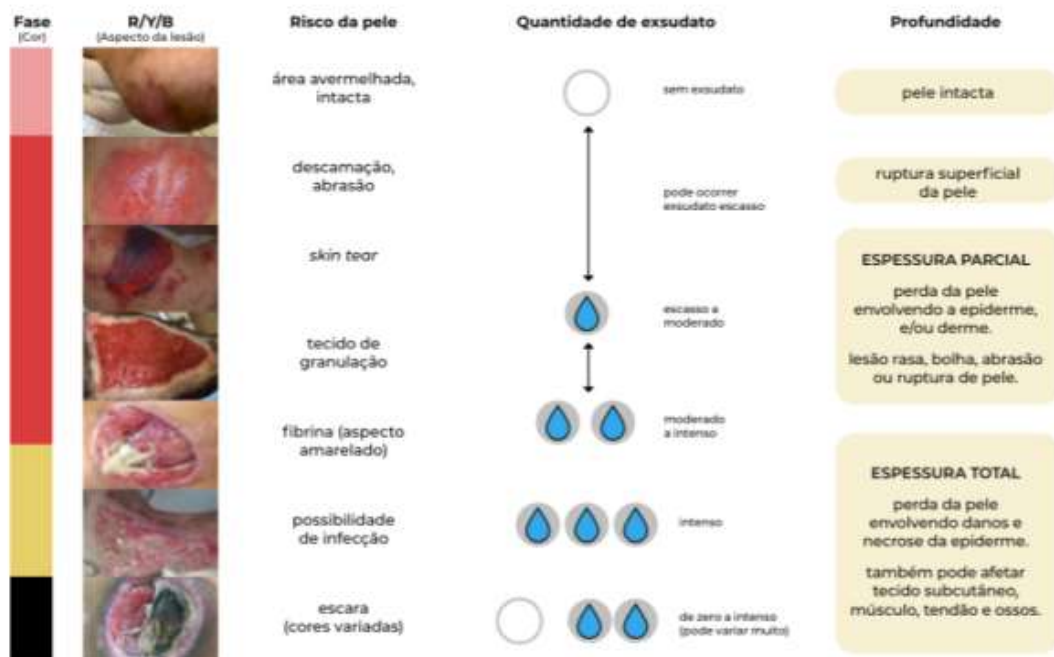 Fase
(Cor)
R/Y/B
(Aspecto da lesão)
Risco da pele
Quantidade de exsudato
Profundidade
área avermelhada,
intacta
sem exsudato
pele intacta
descamação,
abrasão
pode ocorrer
exsudato escasso
ruptura superficial
da pele
skin tear
escasso a
moderado
ESPESSURA PARCIAL
perda da pele
envolvendo a epiderme,
e/ou derme.
lesão rasa, bolha, abrasão
ou ruptura de pele.
tecido de
granulação
fibrina (aspecto
amarelado)
moderado
a intenso
possibilidade
de infecção
intenso
ESPESSURA TOTAL
perda da pele
envolvendo danos e
necrose da epiderme.
também pode afetar
tecido subcutâneo,
músculo, tendão e ossos.
escara
(cores variadas)
de zero a intenso
(pode variar muito)